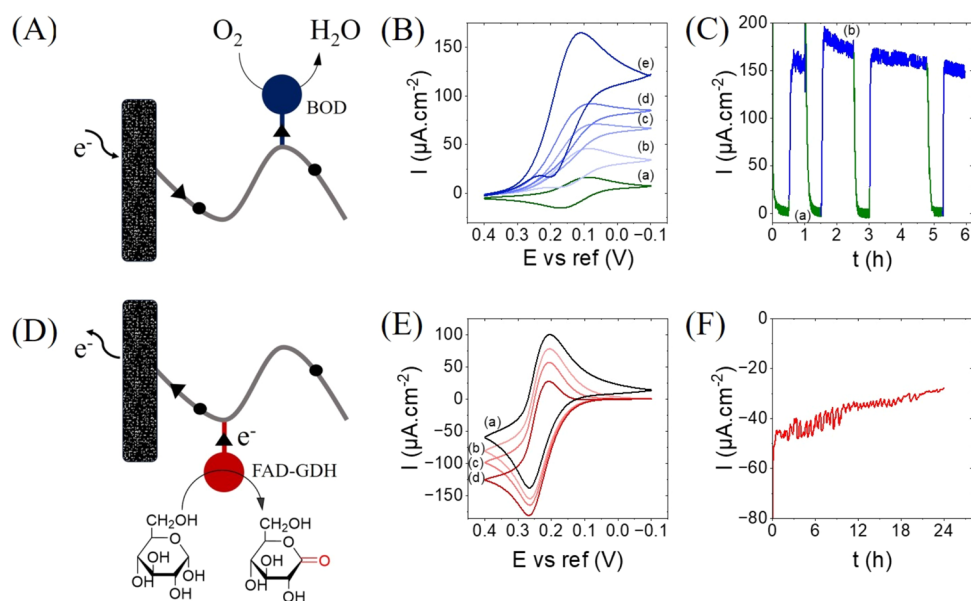 (A)
O₂
H₂O
BOD
e⁻
(B)
I (µA.cm⁻²)
150
100
50
0
(e)
(d)
(c)
(b)
(a)
0.4 0.3 0.2 0.1 0.0 -0.1
E vs ref (V)
(C)
I (µA.cm⁻²)
200
150
100
50
0
(b)
(a)
0 1 2 3 4 5 6
t (h)
(D)
e⁻
e⁻
FAD-GDH
CH₂OH
O
OH
OH
OH
OH
CH₂OH
O
O
OH
OH
OH
(E)
I (µA.cm⁻²)
100
50
0
−50
−100
−150
(a)
(b)
(c)
(d)
0.4 0.3 0.2 0.1 0.0 -0.1
E vs ref (V)
(F)
I (µA.cm⁻²)
0
−20
−40
−60
−80
0 6 12 18 24
t (h)